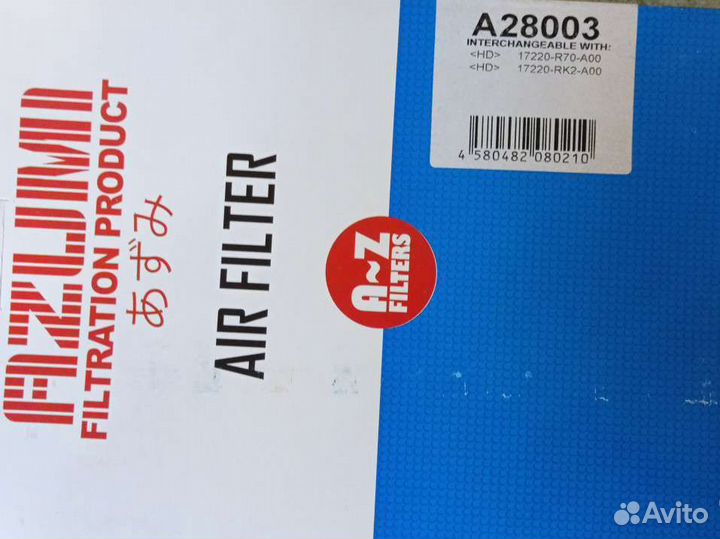 AZUMI
FILTRATION PRODUCT
あずみ
AIR FILTER
A~Z
FILTERS
A28003
INTERCHANGEABLE WITH:
<HD> 17220-R70-A00
<HD> 17220-RK2-A00
4 580482 080210
Avito